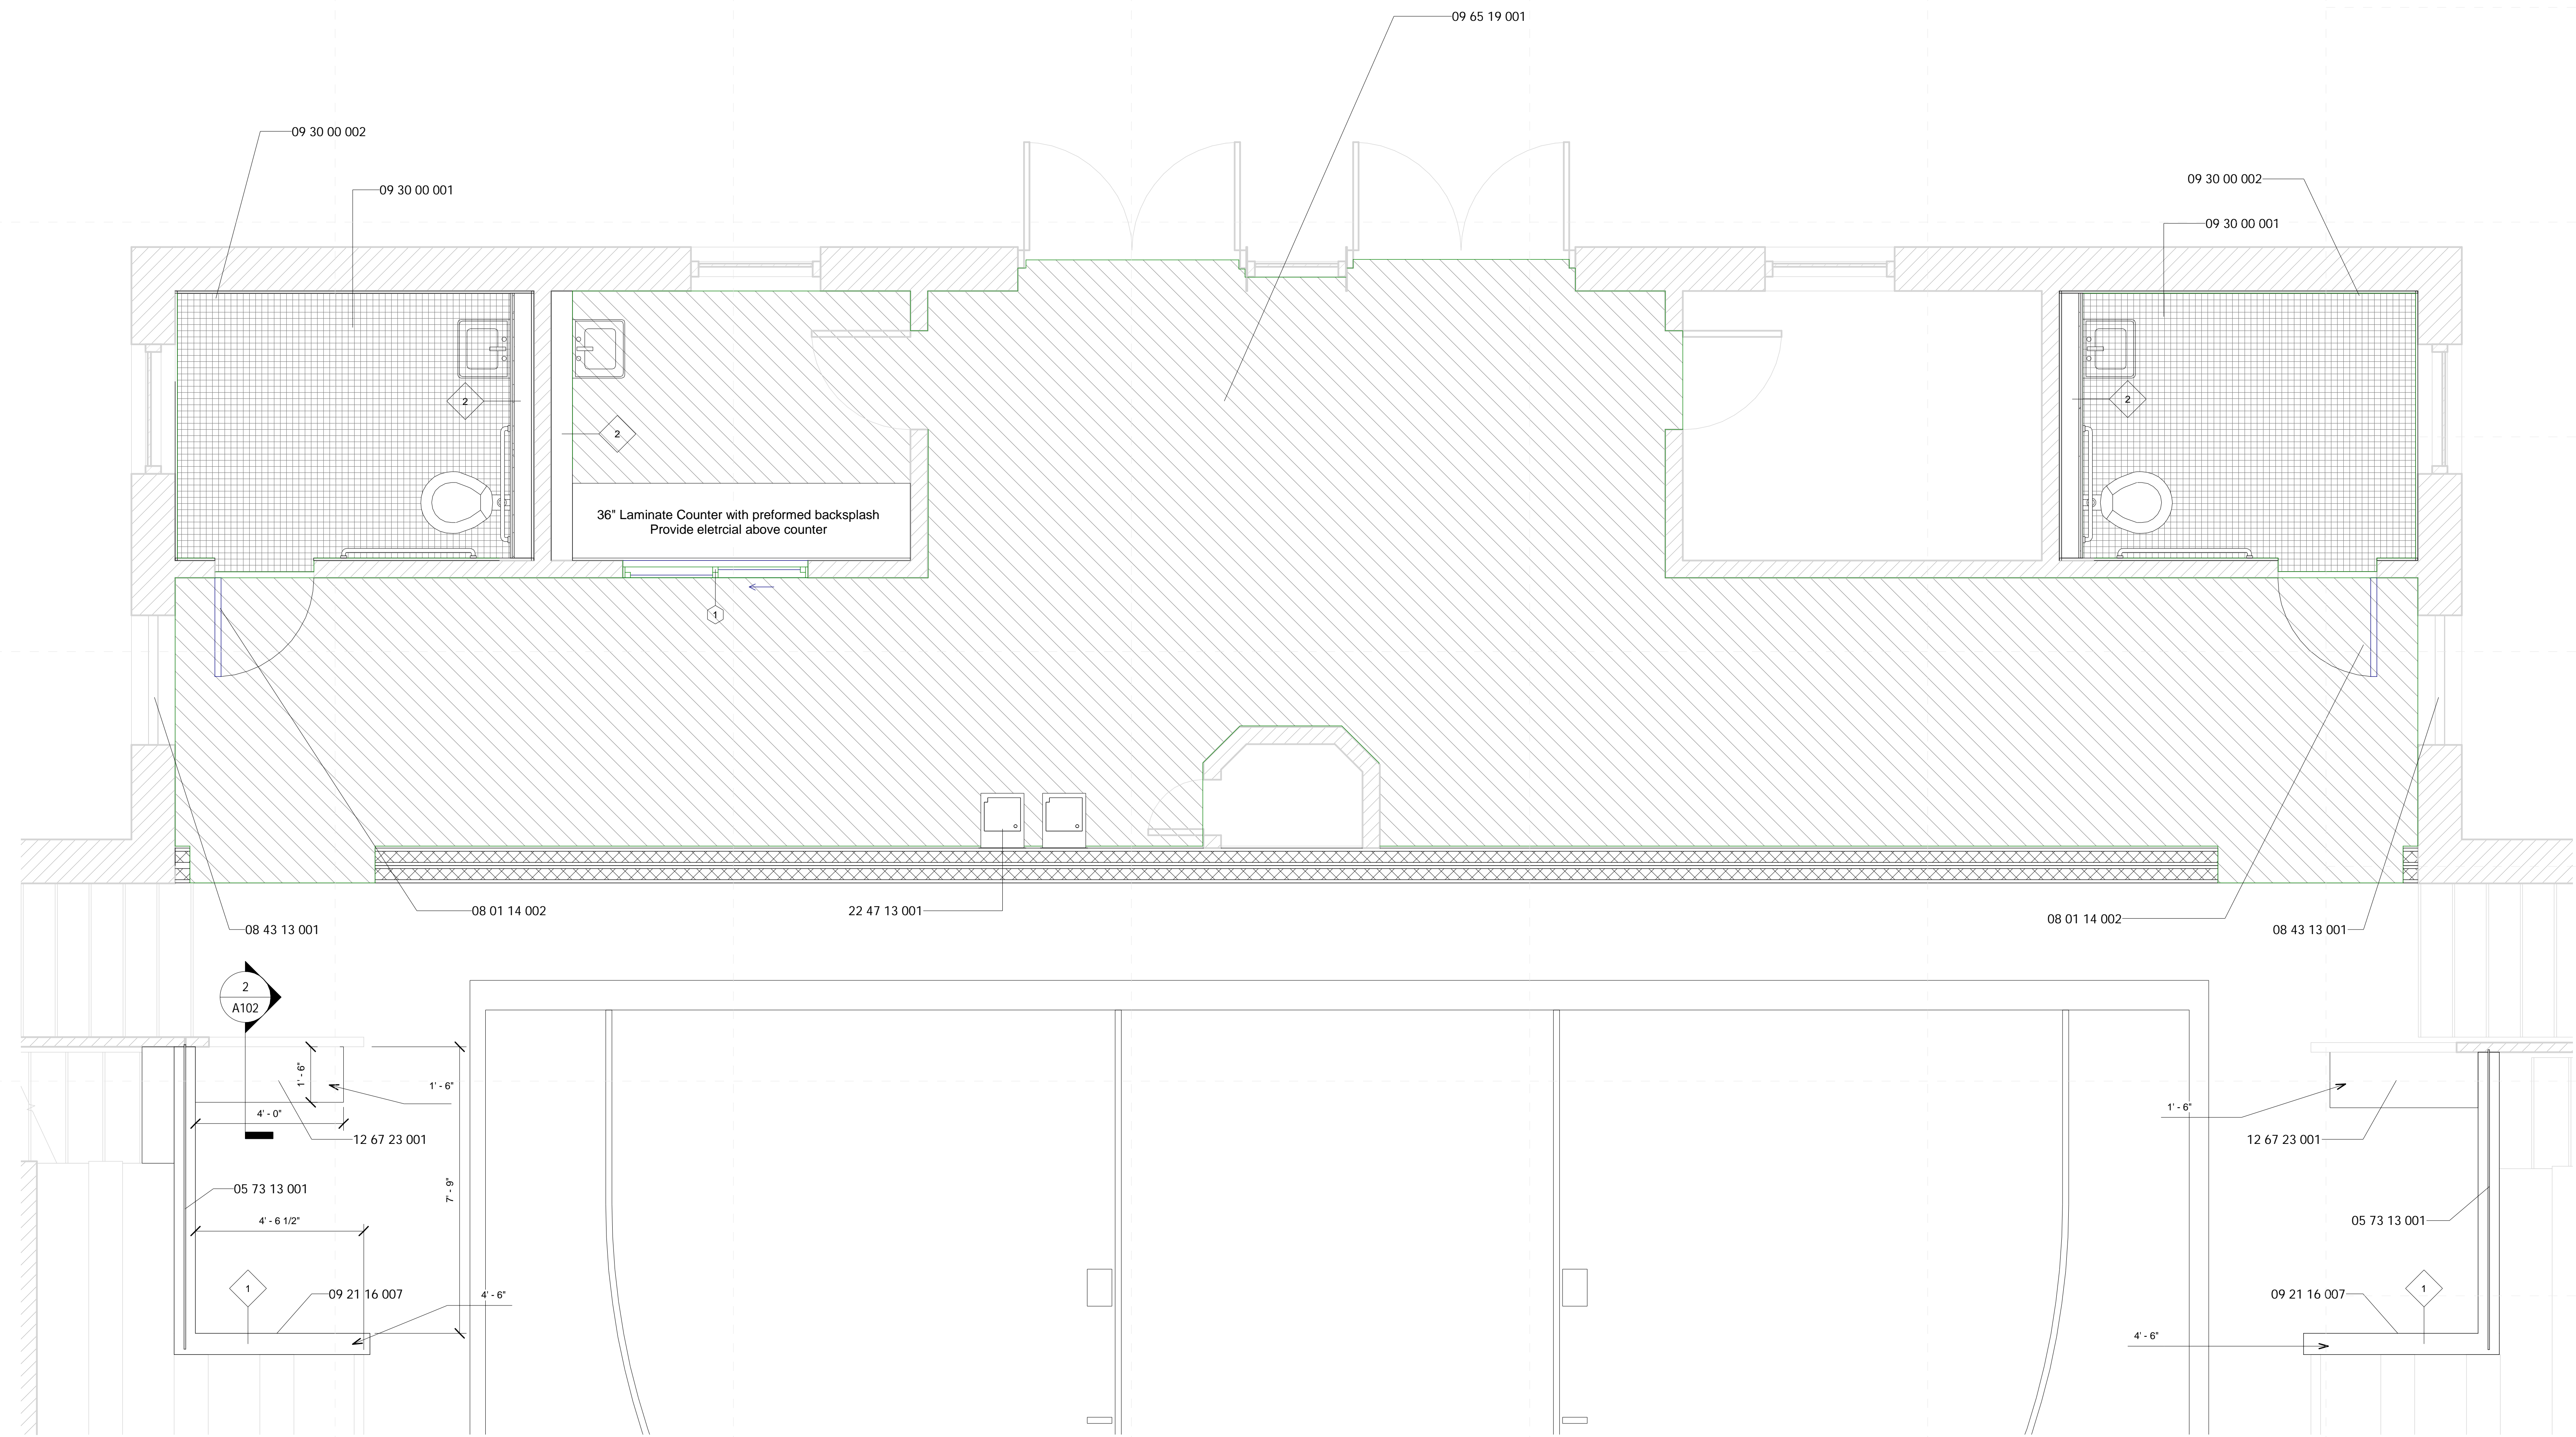 09 65 19 001
09 30 00 002
09 30 00 001
09 30 00 002
09 30 00 001
2
2
2
36" Laminate Counter with preformed backsplash
Provide eletrcial above counter
1
08 01 14 002
22 47 13 001
08 01 14 002
08 43 13 001
08 43 13 001
2
A102
1' - 6"
1' - 6"
4' - 0"
12 67 23 001
1' - 6"
12 67 23 001
7' - 9"
05 73 13 001
4' - 6 1/2"
05 73 13 001
1
09 21 16 007
4' - 6"
09 21 16 007
1
4' - 6"